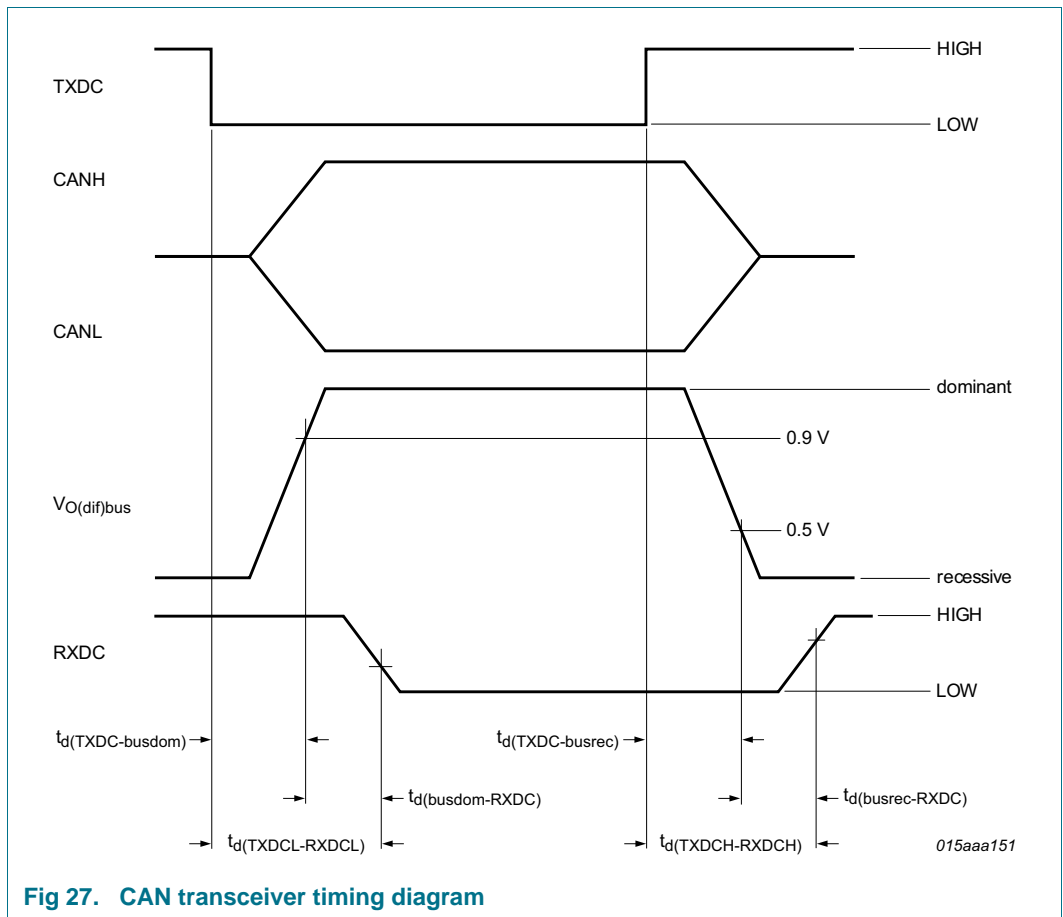 HIGH
TXDC
LOW
CANH
CANL
dominant
0.9 V
VO(dif)bus
0.5 V
recessive
HIGH
RXDC
LOW
td(TXDC-busdom)
td(TXDC-busrec)
td(busdom-RXDC)
td(busrec-RXDC)
td(TXDCL-RXDCL)
td(TXDCH-RXDCH)
015aaa151
Fig 27. CAN transceiver timing diagram